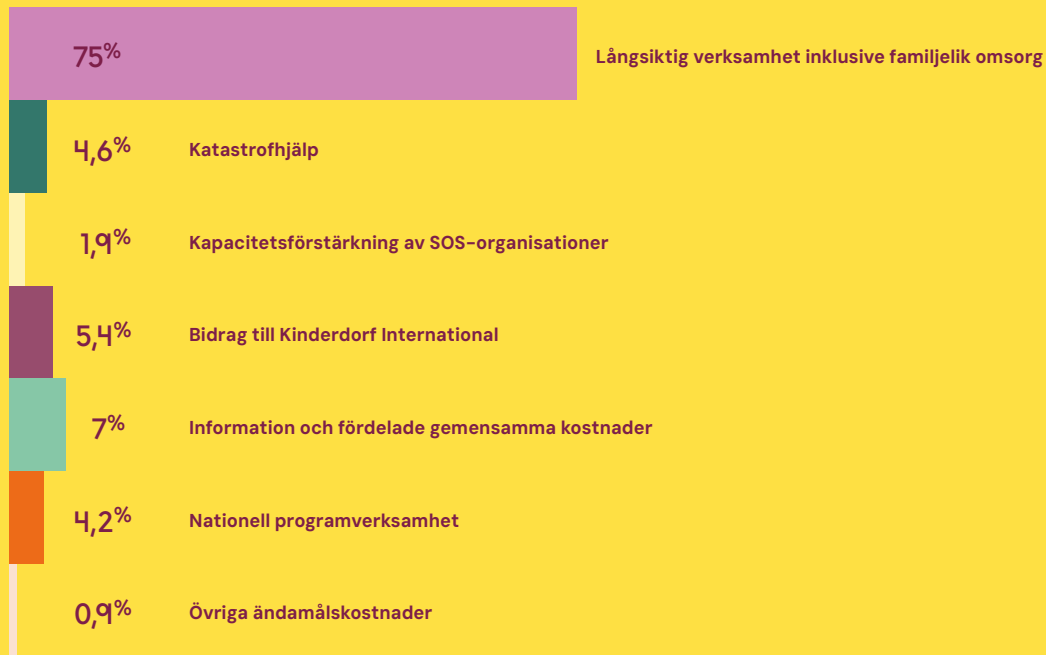 75% Långsiktig verksamhet inklusive familjelik omsorg
4,6% Katastrofhjälp
1,9% Kapacitetsförstärkning av SOS-organisationer
5,4% Bidrag till Kinderdorf International
7% Information och fördelade gemensamma kostnader
4,2% Nationell programverksamhet
0,9% Övriga ändamålskostnader